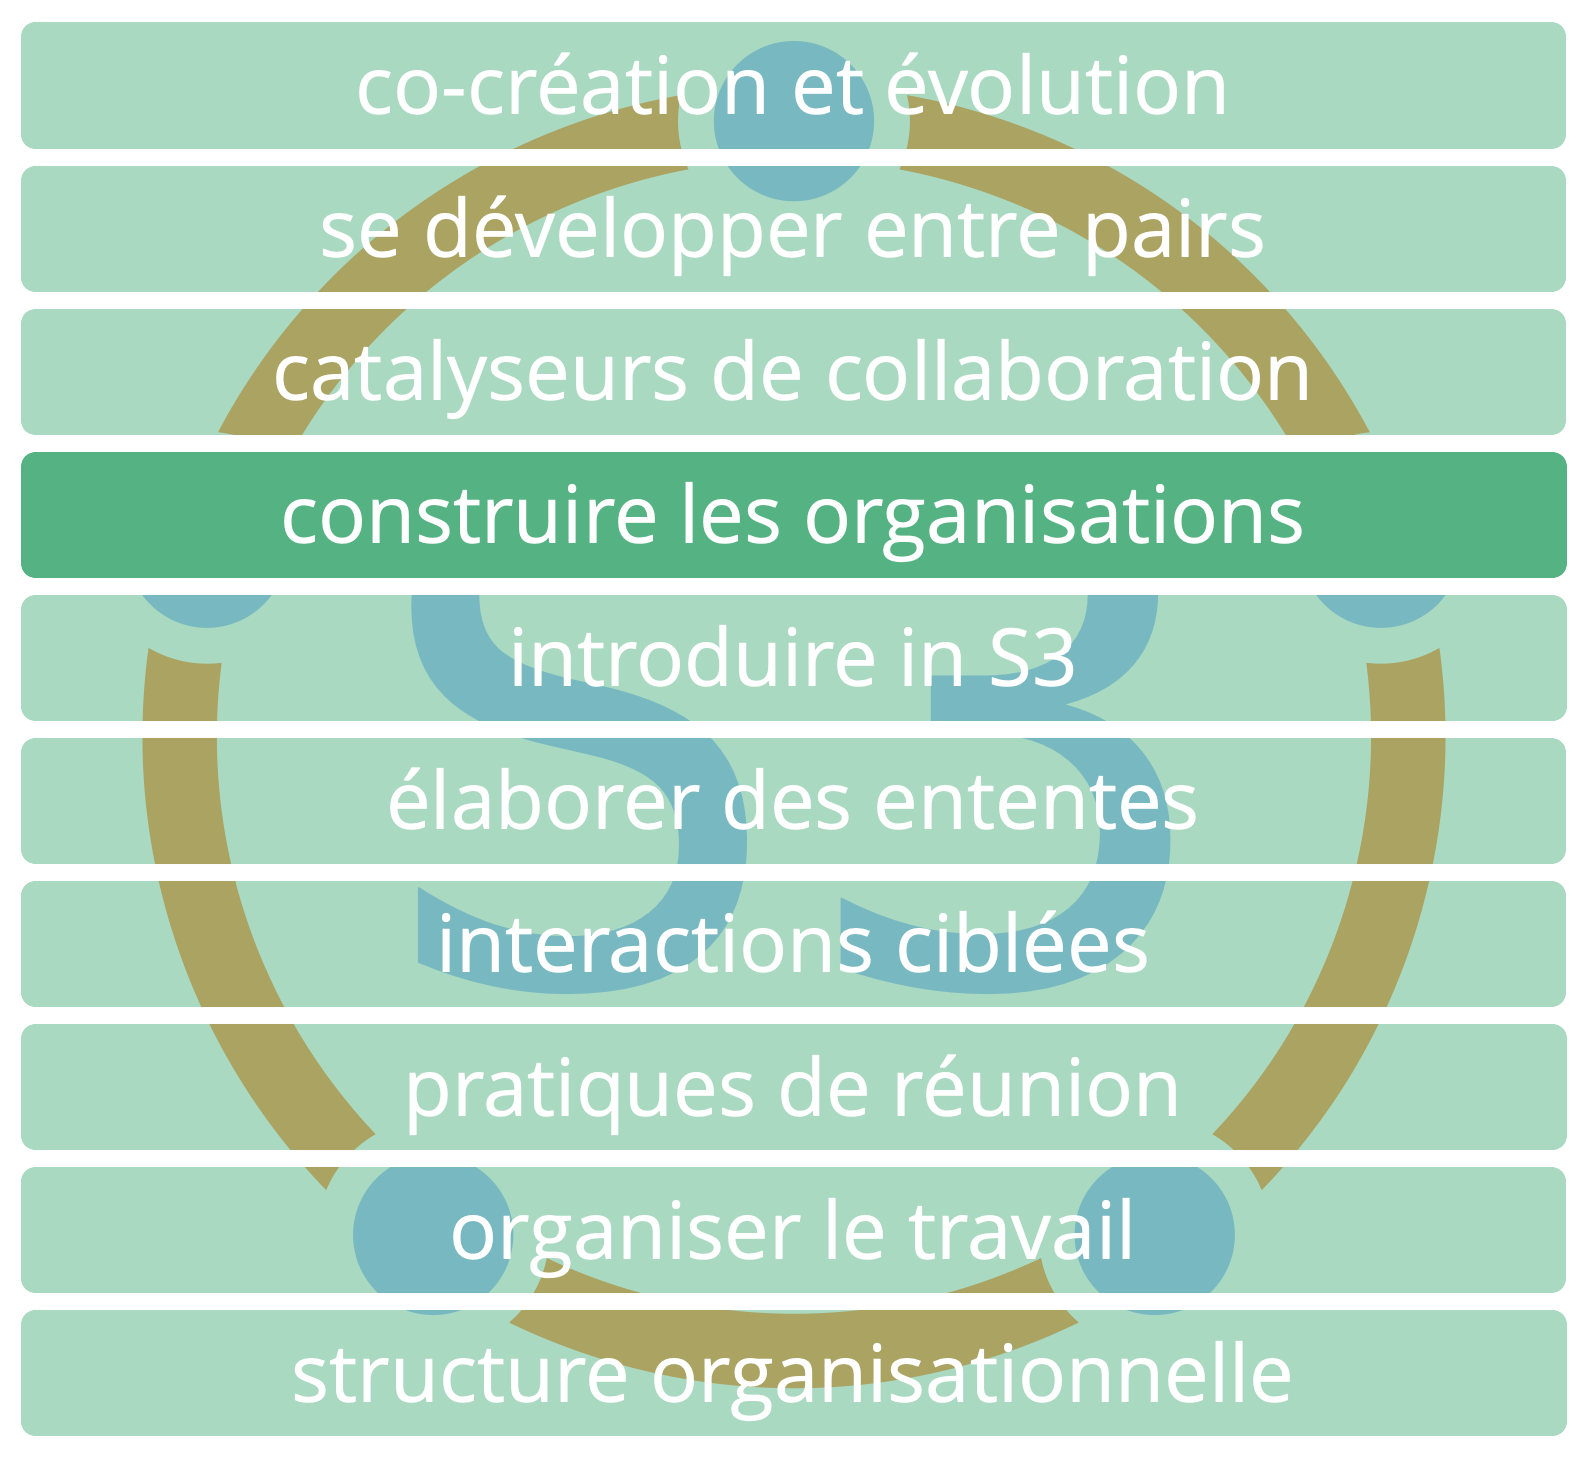 co-création et évolution
se développer entre pairs
catalyseurs de collaboration
construire les organisations
introduire in S3
élaborer des ententes
interactions ciblées
pratiques de réunion
organiser le travail
structure organisationnelle
S3